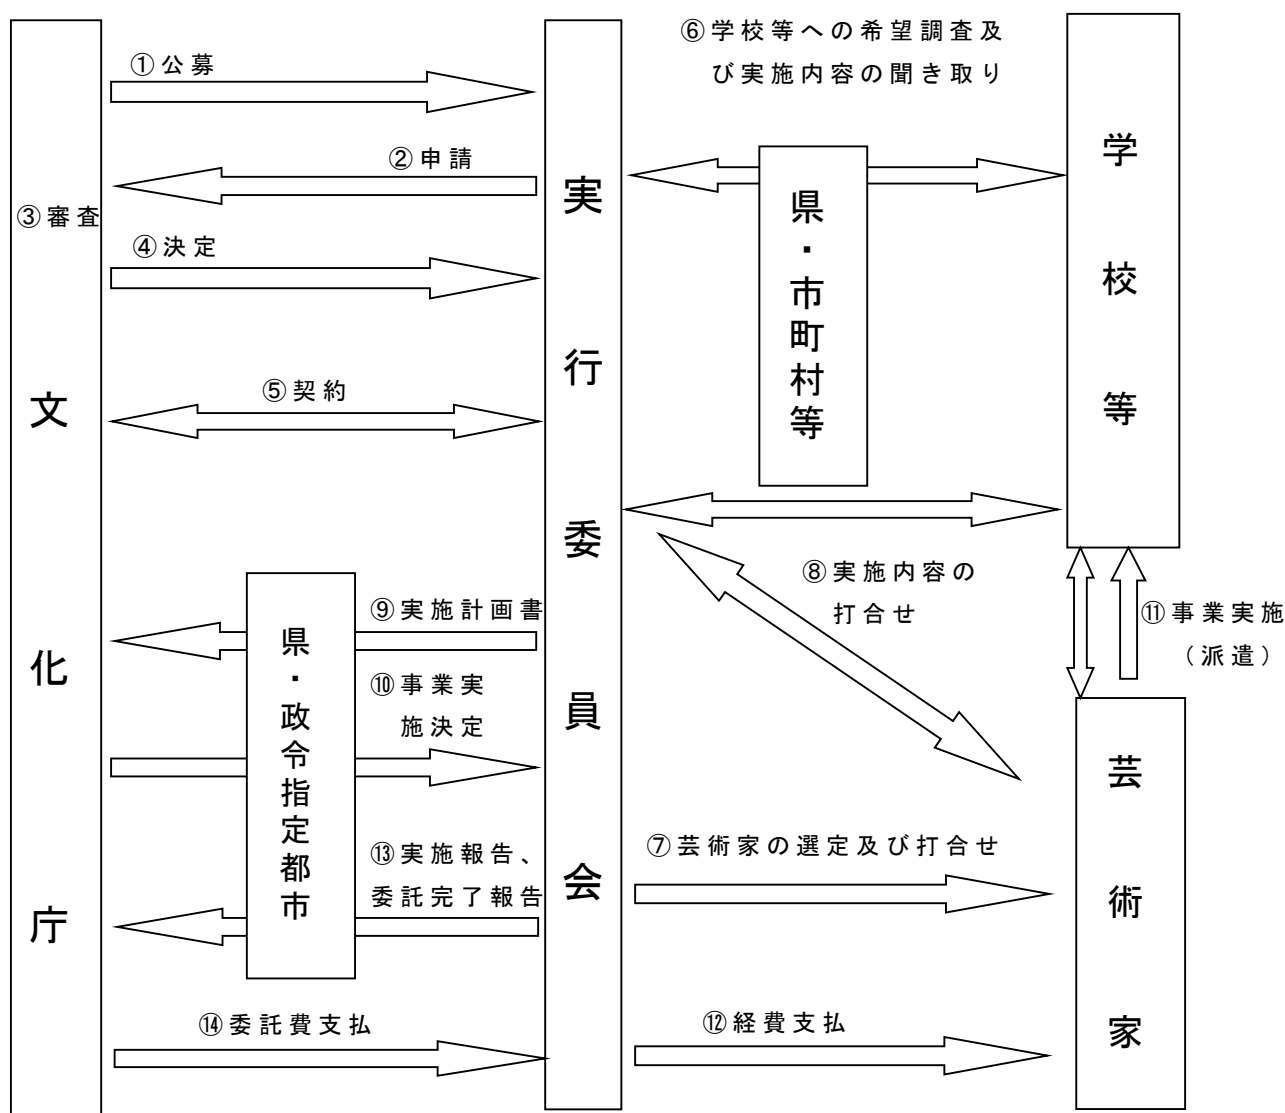 ①公募
②申請
③審査
④決定
⑤契約
文化庁
実行委員会
⑥学校等への希望調査及
び実施内容の聞き取り
県・市町村等
学校等
⑧実施内容の
打合せ
⑪事業実施
（派遣）
⑨実施計画書
⑩事業実
施決定
県・政令指定都市
⑬実施報告、
委託完了報告
⑦芸術家の選定及び打合せ
芸術家
⑭委託費支払
⑫経費支払